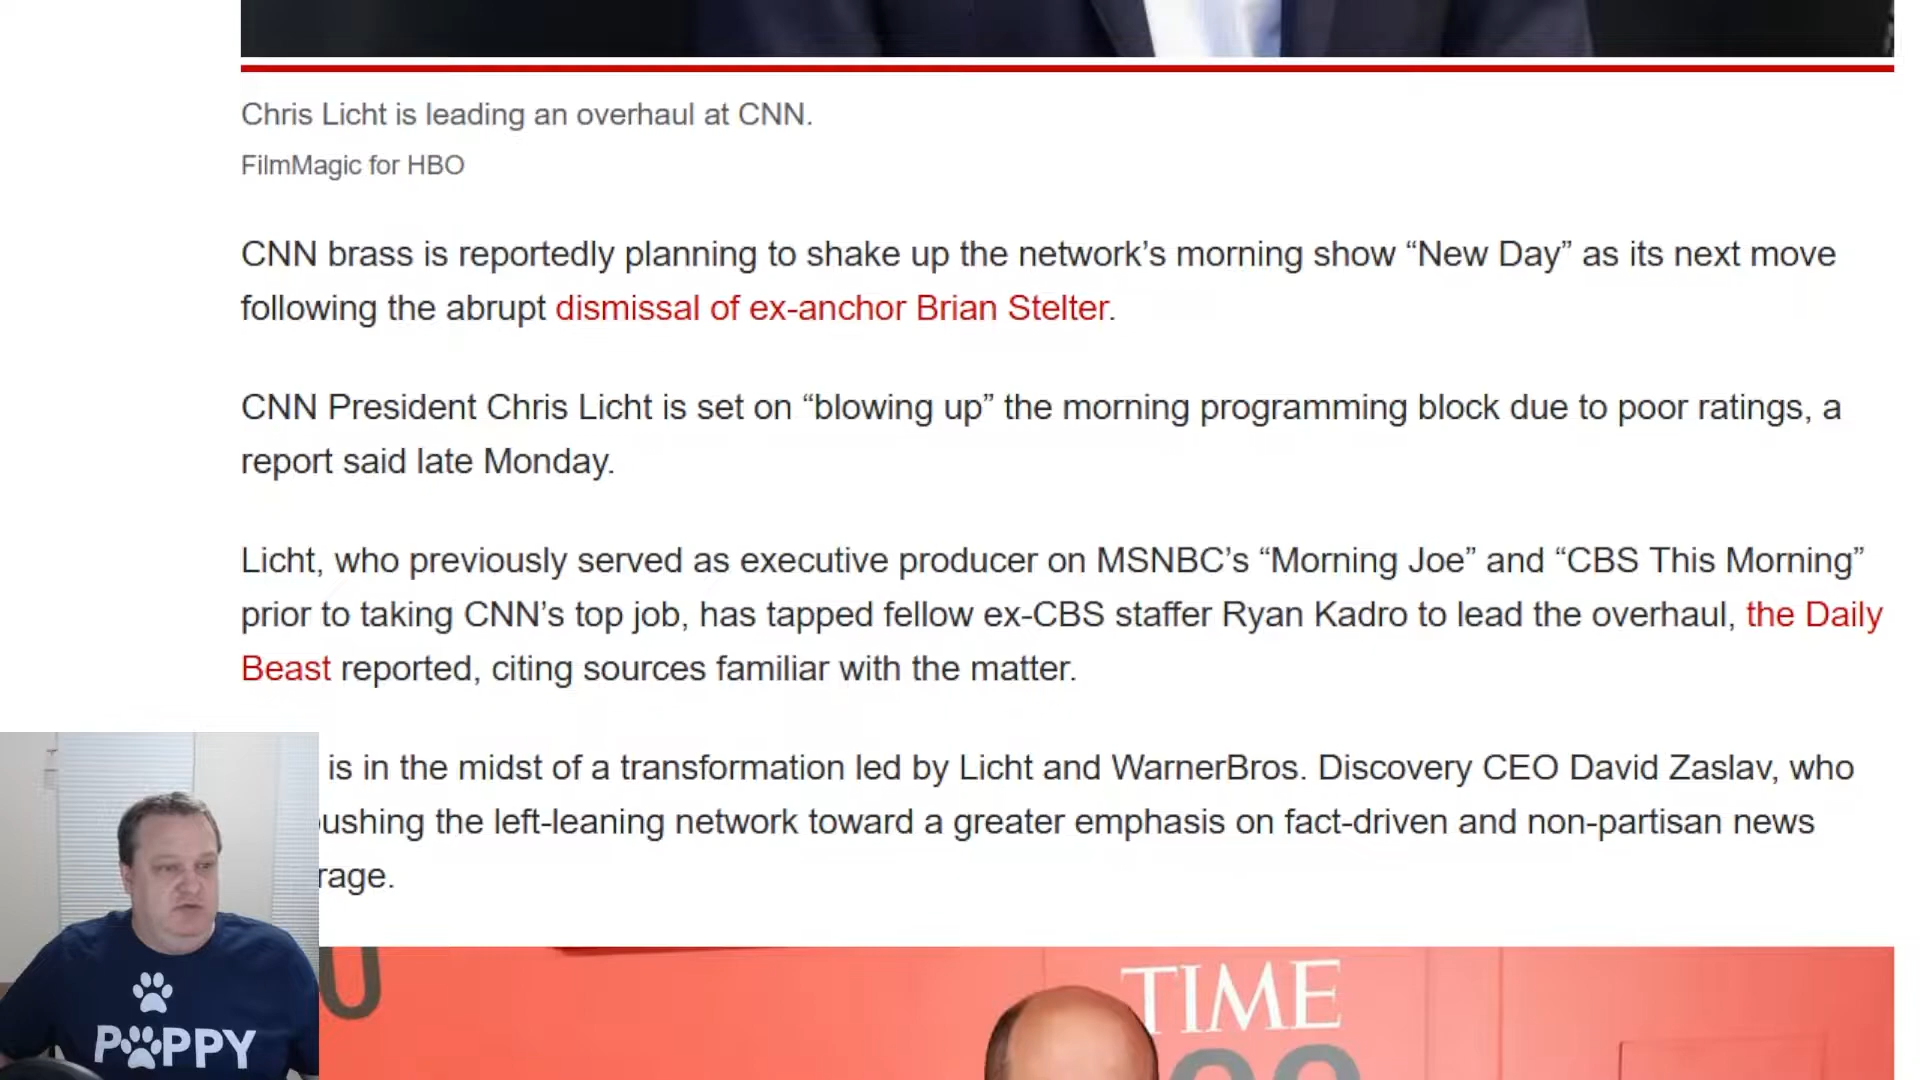 Chris Licht is leading an overhaul at CNN.
FilmMagic for HBO
CNN brass is reportedly planning to shake up the network’s morning show “New Day” as its next move
following the abrupt dismissal of ex-anchor Brian Stelter.
CNN President Chris Licht is set on “blowing up” the morning programming block due to poor ratings, a
report said late Monday.
Licht, who previously served as executive producer on MSNBC’s “Morning Joe” and “CBS This Morning”
prior to taking CNN’s top job, has tapped fellow ex-CBS staffer Ryan Kadro to lead the overhaul, the Daily
Beast reported, citing sources familiar with the matter.
is in the midst of a transformation led by Licht and WarnerBros. Discovery CEO David Zaslav, who
ushing the left-leaning network toward a greater emphasis on fact-driven and non-partisan news
rage.
TIME
POPPY